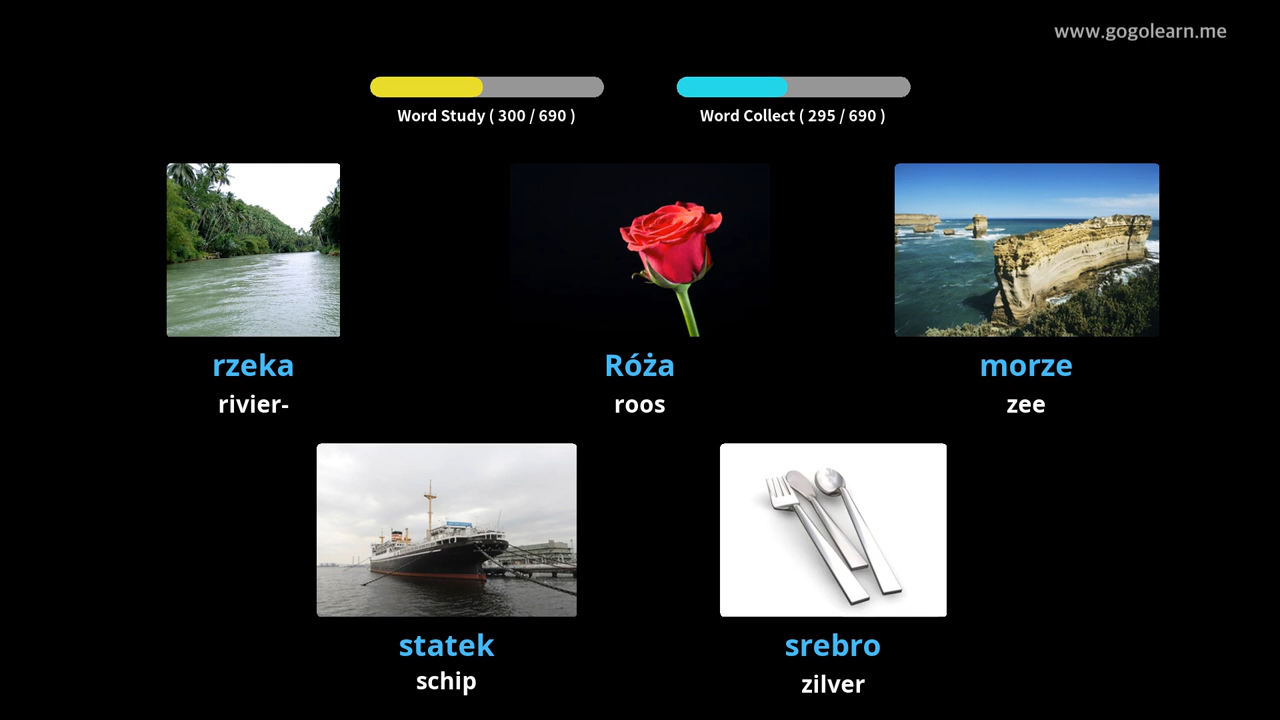 www.gogolearn.me
Word Study ( 300 / 690 )
Word Collect ( 295 / 690 )
rzeka
rivier-
Róża
roos
morze
zee
statek
schip
srebro
zilver